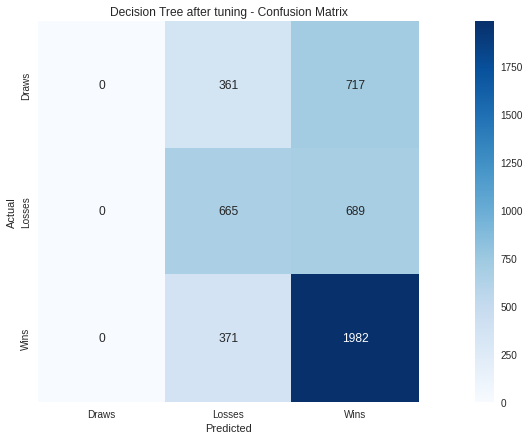 Decision Tree after tuning - Confusion Matrix
Actual
Draws
0 361 717
Losses
0 665 689
Wins
0 371 1982
Draws Losses Wins
Predicted
1750
1500
1250
1000
750
500
250
0